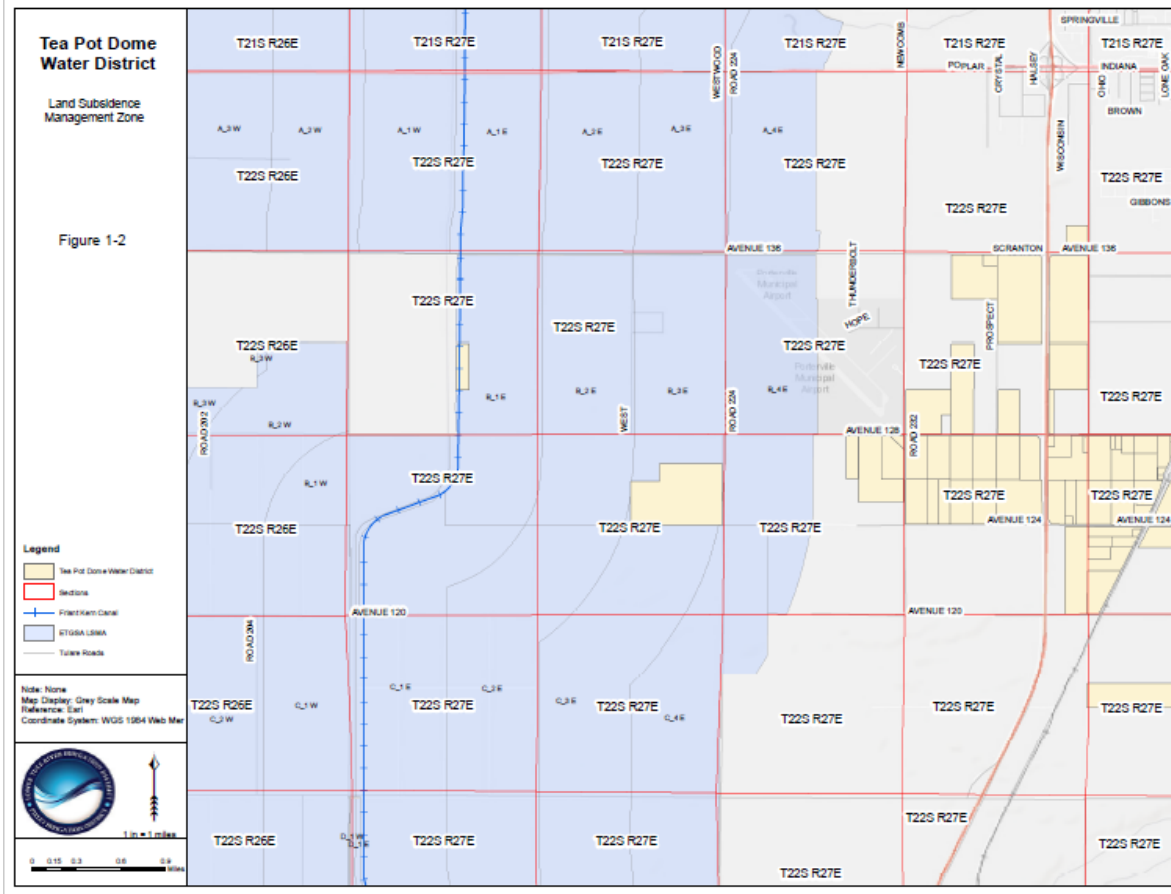 Tea Pot Dome
Water District
Land Subsidence
Management Zone
Figure 1-2
Legend
Tea Pot Dome Water District
Sections
Friant Kern Canal
ETGSA LSMA
Tulare Roads
Note: None
Map Display: Grey Scale Map
Reference: Esri
Coordinate System: WGS 1984 Web Mer
1 in = 1 miles
0 0.15 0.3 0.6 0.9
Miles
SPRINGVILLE
T21S R26E
T21S R27E
T21S R27E
T21S R27E
T21S R27E
T21S R27E
WESTWOOD
ROAD 224
NEWCOMB
POPLAR
CRYSTAL
HALSEY
INDIANA
OHIO
LONE OAK
BROWN
WISCONSIN
A_3 W
A_2 W
A_1 W
A_1 E
A_2 E
A_3 E
A_4 E
T22S R26E
T22S R27E
T22S R27E
T22S R27E
T22S R27E
T22S R27E
GIBBONS
AVENUE 136
SCRANTON
AVENUE 136
THUNDERBOLT
HOPE
PROSPECT
Porterville
Municipal
Airport
T22S R27E
T22S R27E
T22S R26E
T22S R27E
T22S R27E
T22S R27E
Porterville
Municipal
Airport
B_3 W
B_3 W
B_2 W
B_1 E
B_2 E
B_3 E
B_4 E
ROAD 202
WEST
ROAD 224
ROAD 232
AVENUE 128
B_1 W
T22S R27E
T22S R27E
T22S R27E
T22S R26E
T22S R27E
T22S R27E
AVENUE 124
AVENUE 124
AVENUE 120
AVENUE 120
ROAD 204
C_1 E
C_2 E
C_3 E
C_4 E
C_2 W
C_1 W
T22S R26E
T22S R27E
T22S R27E
T22S R27E
T22S R27E
T22S R27E
D_1 W
D_1 E
T22S R26E
T22S R27E
T22S R27E
T22S R27E
T22S R27E
T22S R27E